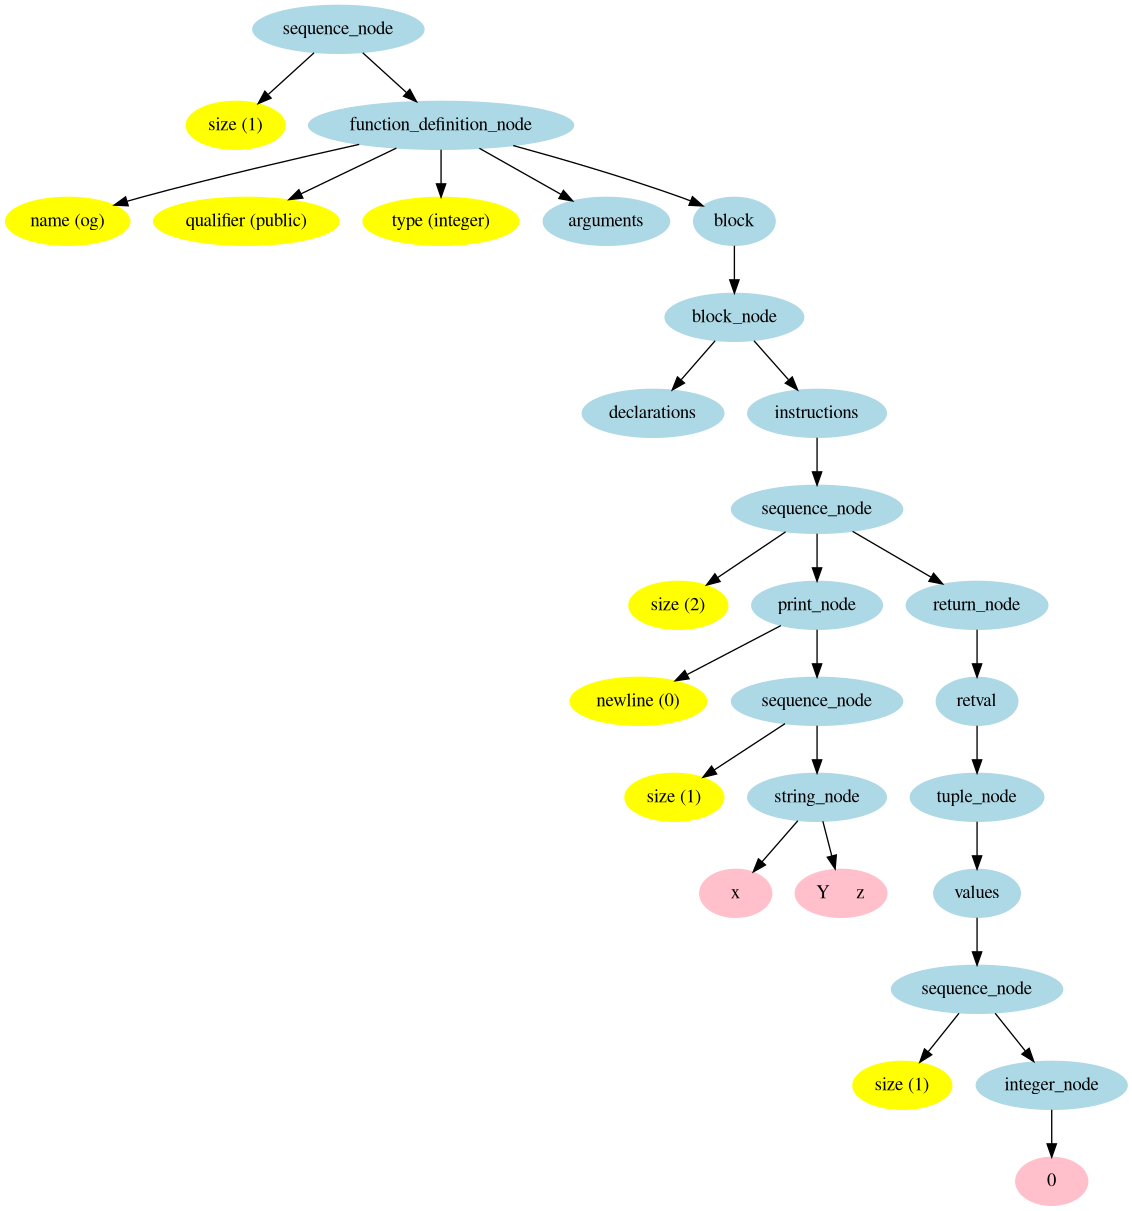 sequence_node
size (1)
function_definition_node
name (og)
qualifier (public)
type (integer)
arguments
block
block_node
declarations
instructions
sequence_node
size (2)
print_node
return_node
newline (0)
sequence_node
retval
size (1)
string_node
tuple_node
x
Y z
values
sequence_node
size (1)
integer_node
0